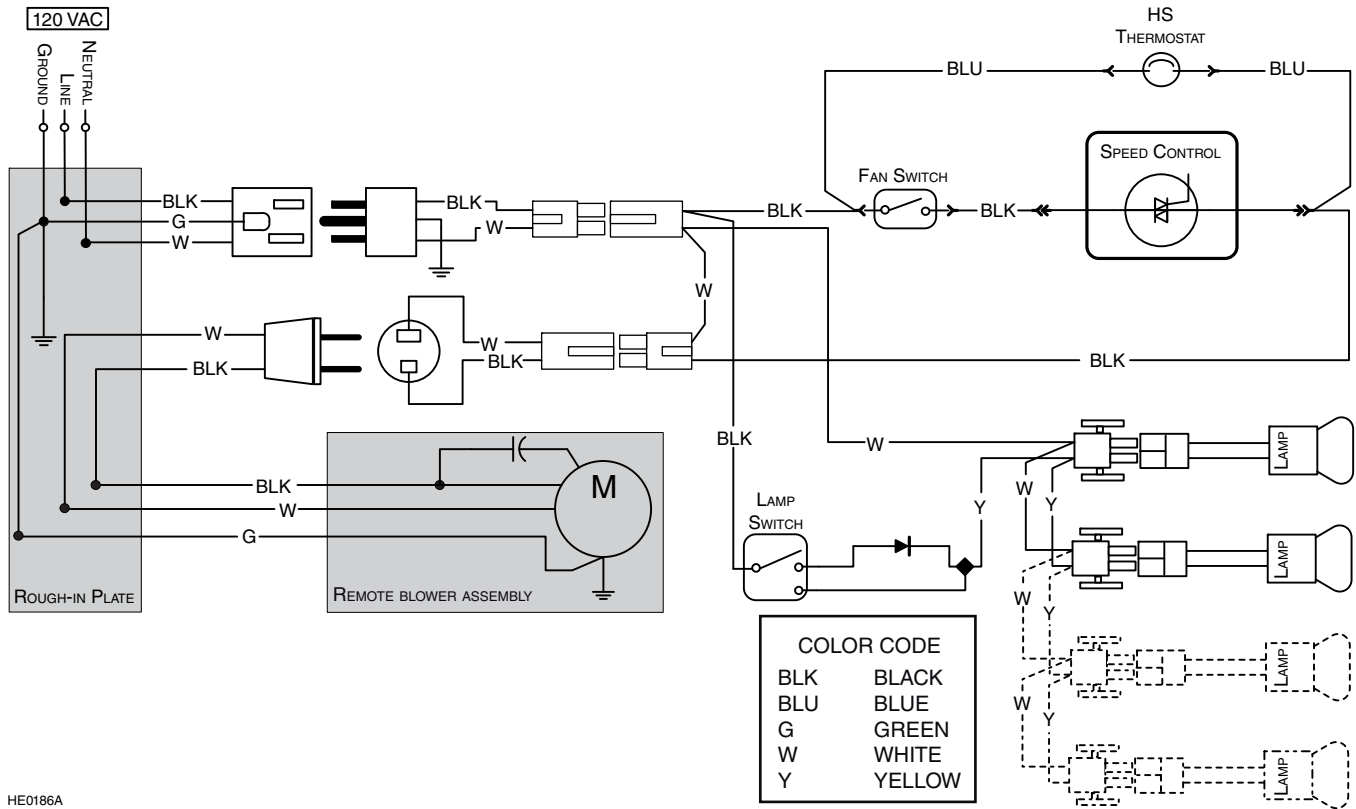 120 VAC
GROUND
LINE
NEUTRAL
HS
THERMOSTAT
BLU
BLU
SPEED CONTROL
FAN SWITCH
BLK
G
W
BLK
W
BLK
BLK
W
W
BLK
W
BLK
BLK
BLK
W
LAMP
W
Y
Y
LAMP
SWITCH
BLK
W
G
M
LAMP
ROUGH-IN PLATE
REMOTE BLOWER ASSEMBLY
W
Y
LAMP
W
Y
LAMP
COLOR CODE
BLK BLACK
BLU BLUE
G GREEN
W WHITE
Y YELLOW
HE0186A